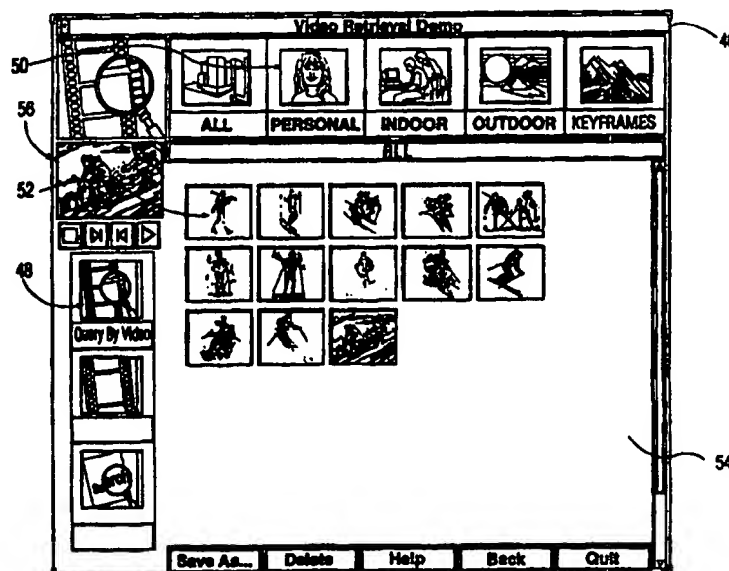 Video Retrieval Demo
50
ALL PERSONAL INDOOR OUTDOOR KEYFRAMES
56
ALL
52
48
Query By Video
Search
54
Save As... Delete Help Back Quit